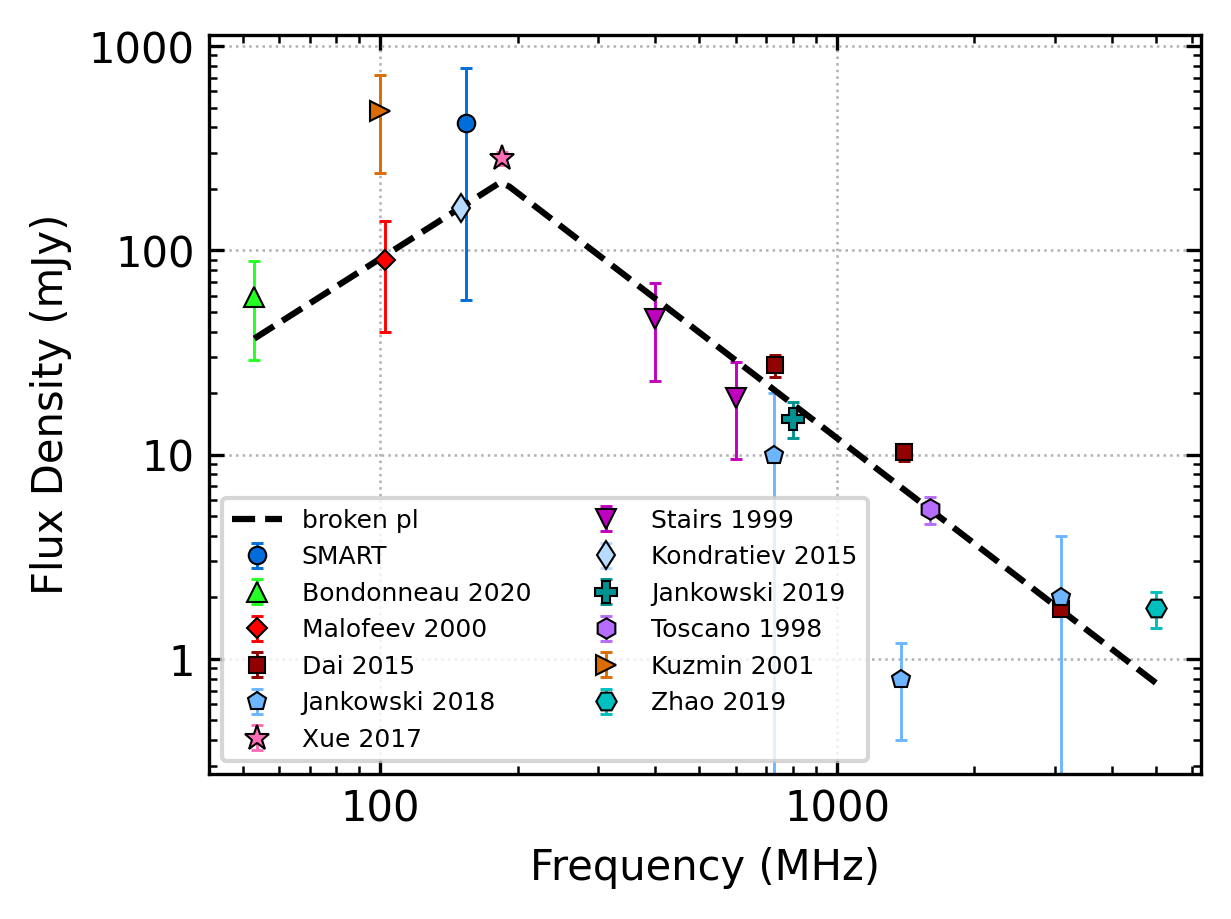 1000
100
10
1
Flux Density (mJy)
broken pl
SMART
Bondonneau 2020
Malofeev 2000
Dai 2015
Jankowski 2018
Xue 2017
Stairs 1999
Kondratiev 2015
Jankowski 2019
Toscano 1998
Kuzmin 2001
Zhao 2019
100
1000
Frequency (MHz)